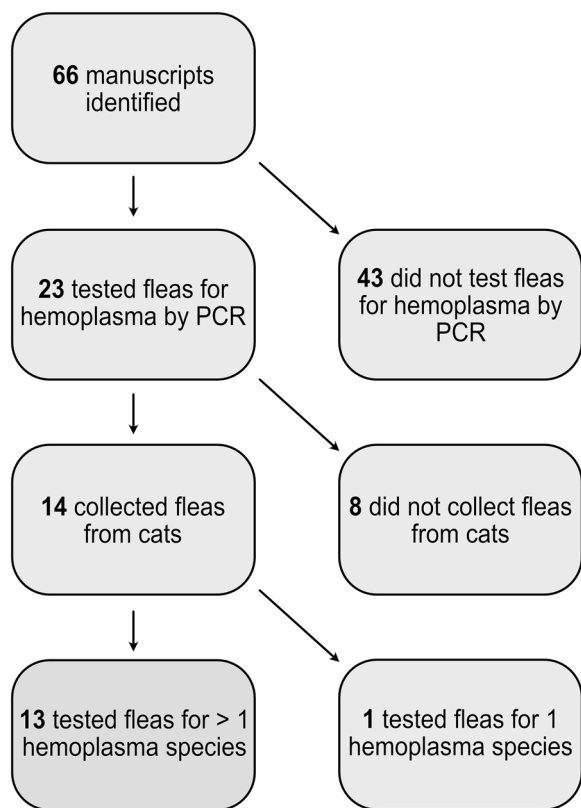 66 manuscripts
identified
23 tested fleas for
hemoplasma by PCR
43 did not test fleas
for hemoplasma by
PCR
14 collected fleas
from cats
8 did not collect fleas
from cats
13 tested fleas for > 1
hemoplasma species
1 tested fleas for 1
hemoplasma species